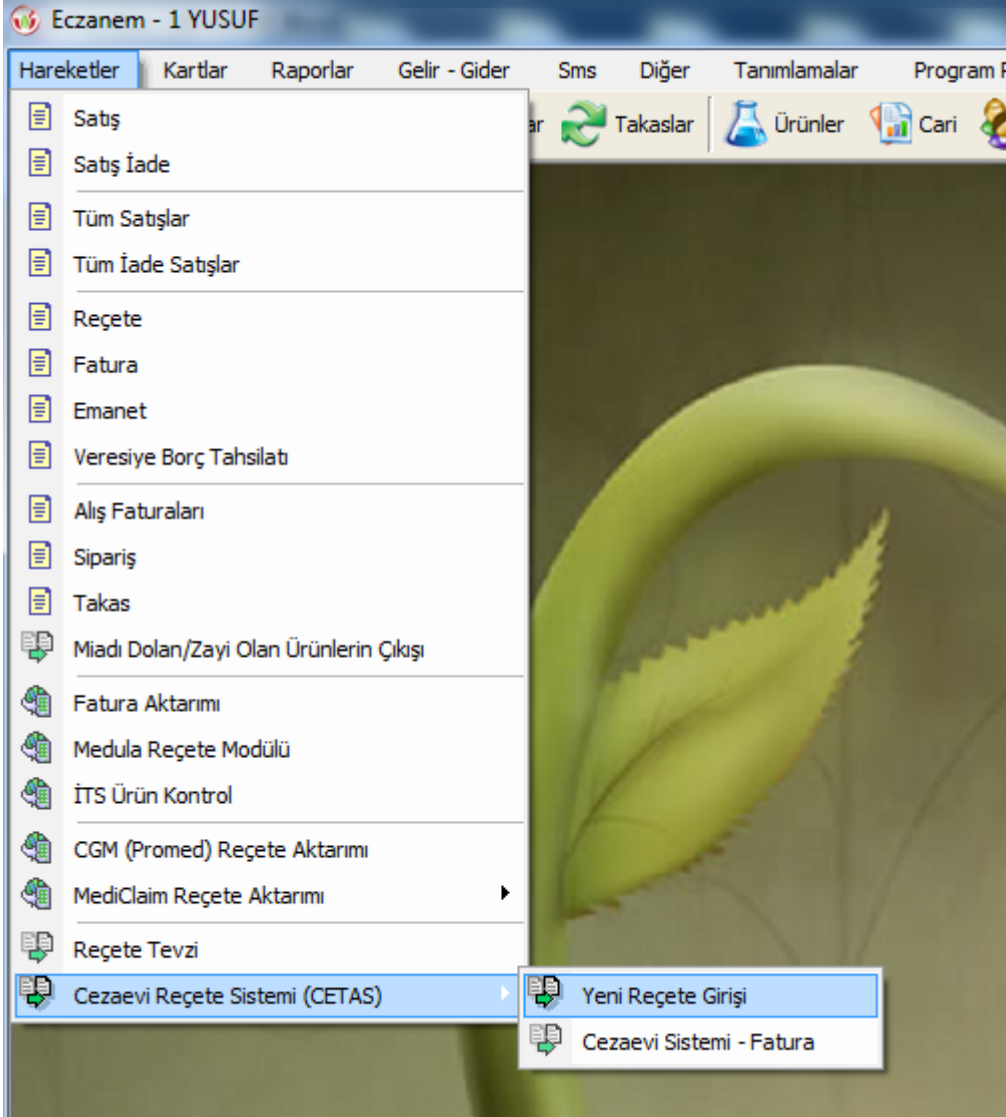 Eczanem - 1 YUSUF
Hareketler Kartlar Raporlar Gelir - Gider Sms Diğer Tanımlamalar Program
Takaslar Ürünler Cari
Satış
Satış İade
Tüm Satışlar
Tüm İade Satışlar
Reçete
Fatura
Emanet
Veresiye Borç Tahsilatı
Alış Faturaları
Sipariş
Takas
Miadı Dolan/Zayi Olan Ürünlerin Çıkışı
Fatura Aktarımı
Medula Reçete Modülü
İTS Ürün Kontrol
CGM (Promed) Reçete Aktarımı
MediClaim Reçete Aktarımı
Reçete Tevzi
Cezaevi Reçete Sistemi (CETAS)
Yeni Reçete Girişi
Cezaevi Sistemi - Fatura